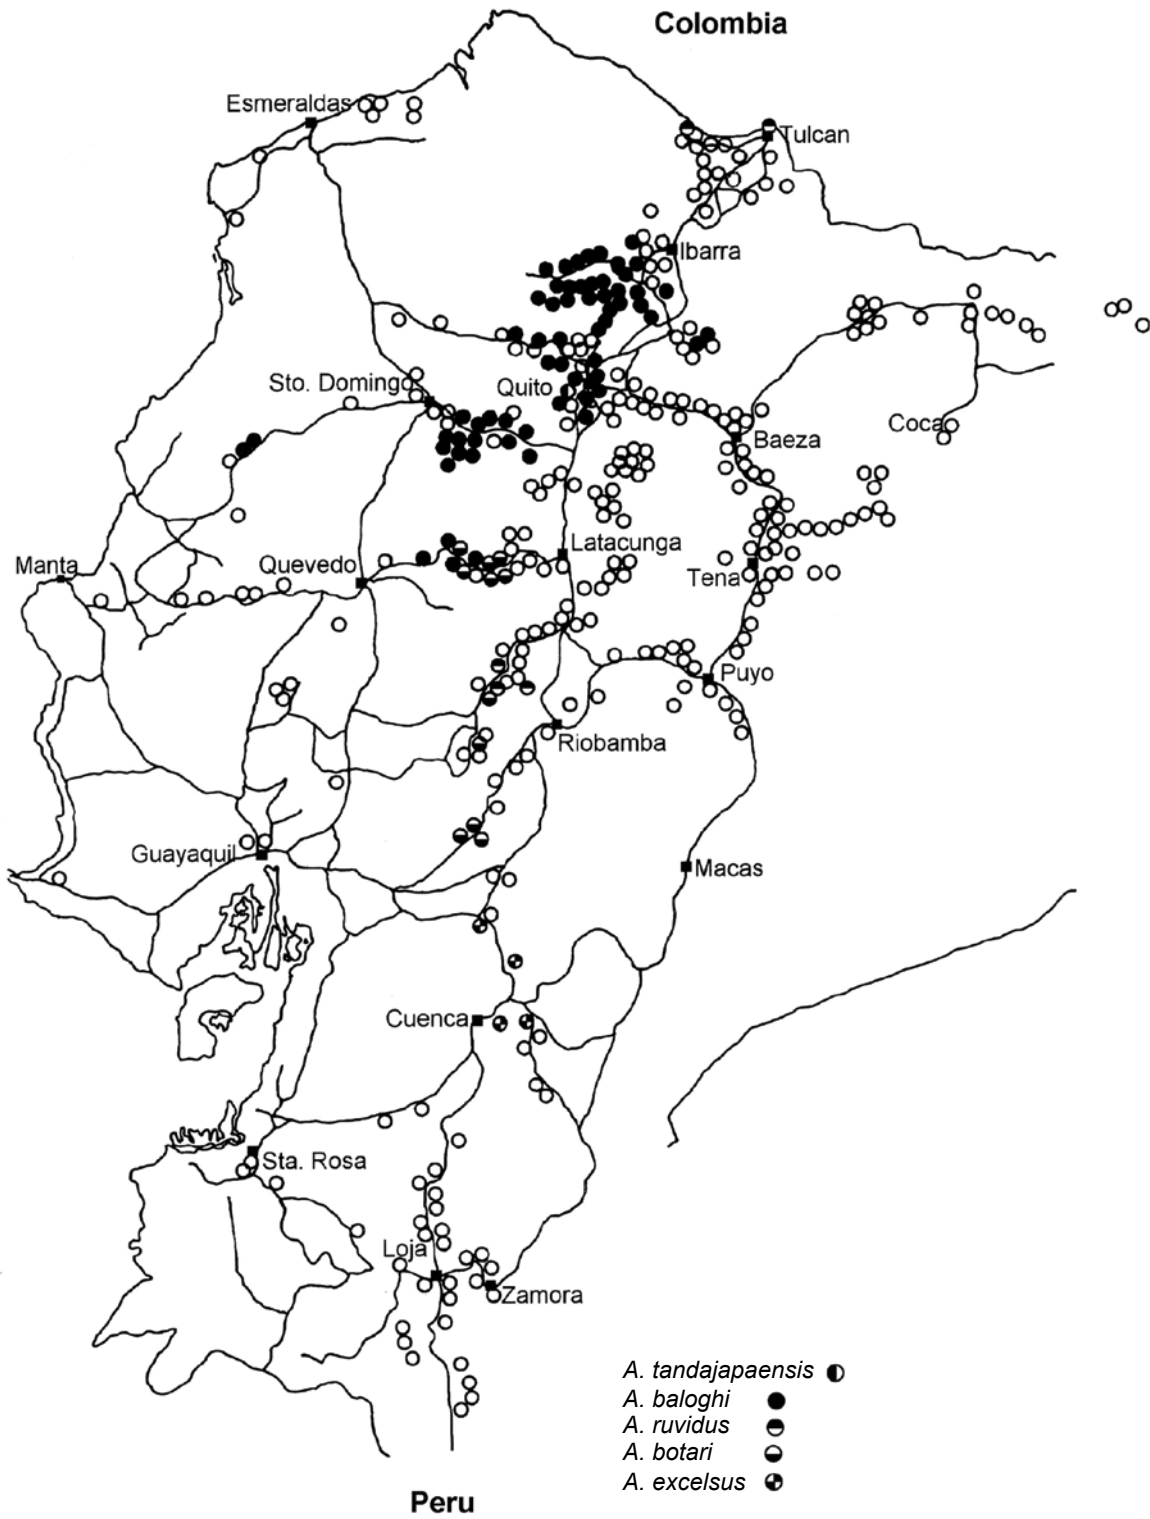 Colombia
Esmeraldas
Tulcan
Ibarra
Sto. Domingo
Quito
Baeza
Coca
Manta
Quevedo
Latacunga
Tena
Puyo
Riobamba
Guayaquil
Macas
Cuenca
Sta. Rosa
Loja
Zamora
A. tandajapaensis
A. baloghi
A. ruvidus
A. botari
A. excelsus
Peru